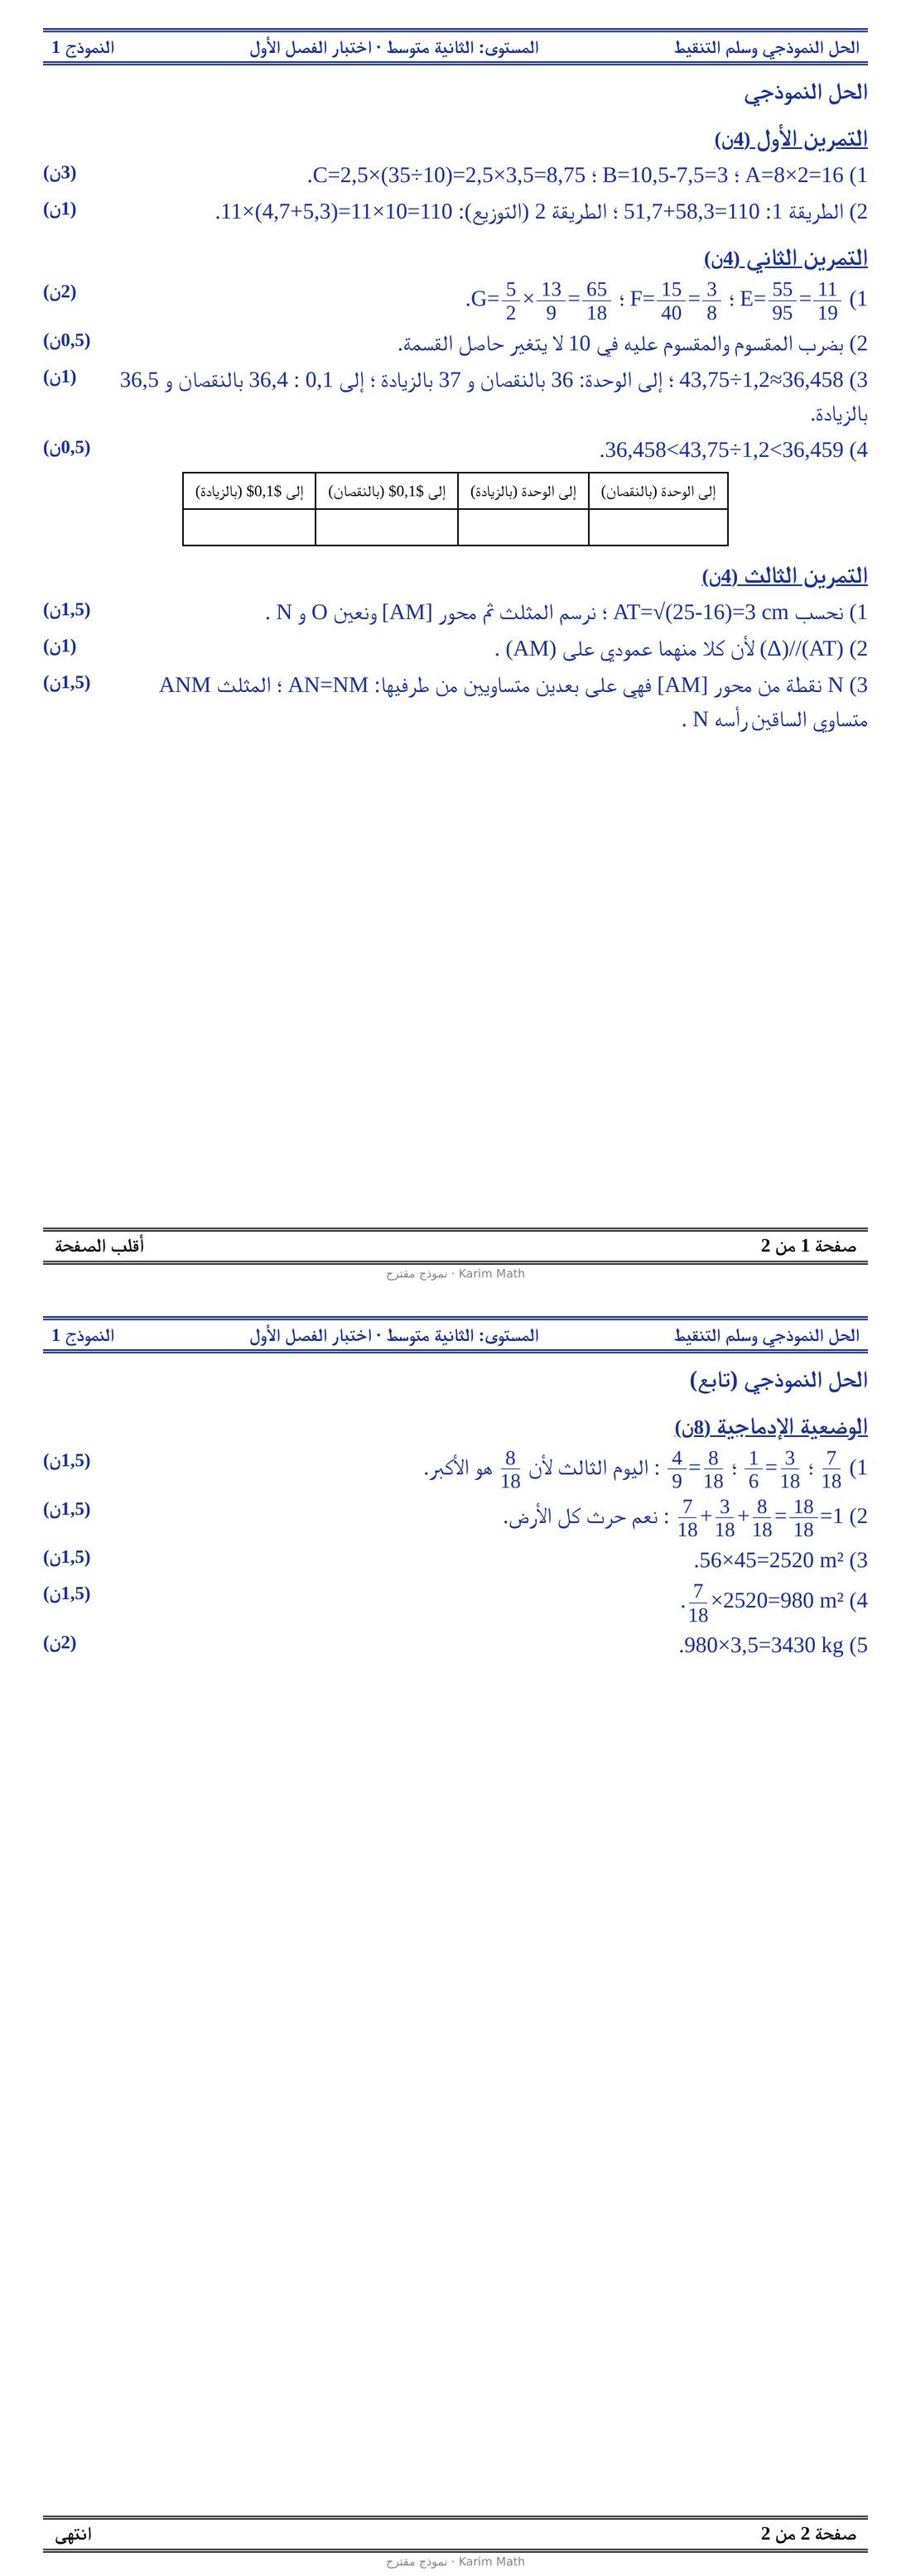 الحل النموذجي وسلم التنقيط المستوى: الثانية متوسط · اختبار الفصل الأول النموذج 1
الحل النموذجي
التمرين الأول (4ن)
1) A=8×2=16 ؛ B=10,5-7,5=3 ؛ C=2,5×(35÷10)=2,5×3,5=8,75. (3ن)
2) الطريقة 1: 51,7+58,3=110 ؛ الطريقة 2 (التوزيع): 11×(4,7+5,3)=11×10=110. (1ن)
التمرين الثاني (4ن)
1) E=55/95=11/19 ؛ F=15/40=3/8 ؛ G=5/2×13/9=65/18. (2ن)
2) بضرب المقسوم والمقسوم عليه في 10 لا يتغير حاصل القسمة. (0,5ن)
3) 43,75÷1,2≈36,458 ؛ إلى الوحدة: 36 بالنقصان و 37 بالزيادة ؛ إلى 0,1 : 36,4 بالنقصان و 36,5 (1ن)
بالزيادة.
4) 36,458<43,75÷1,2<36,459. (0,5ن)
إلى الوحدة (بالنقصان) إلى الوحدة (بالزيادة) إلى $0,1$ (بالنقصان) إلى $0,1$ (بالزيادة)
التمرين الثالث (4ن)
1) نحسب AT=√(25-16)=3 cm ؛ نرسم المثلث ثم محور [AM] ونعين O و N . (1,5ن)
2) (Δ)//(AT) لأن كلا منهما عمودي على (AM) . (1ن)
3) N نقطة من محور [AM] فهي على بعدين متساويين من طرفيها: AN=NM ؛ المثلث ANM (1,5ن)
متساوي الساقين رأسه N .
صفحة 1 من 2 أقلب الصفحة
Karim Math · نموذج مقترح
الحل النموذجي وسلم التنقيط المستوى: الثانية متوسط · اختبار الفصل الأول النموذج 1
الحل النموذجي (تابع)
الوضعية الإدماجية (8ن)
1) 7/18 ؛ 1/6=3/18 ؛ 4/9=8/18 : اليوم الثالث لأن 8/18 هو الأكبر. (1,5ن)
2) 7/18+3/18+8/18=18/18=1 : نعم حرث كل الأرض. (1,5ن)
3) 56×45=2520 m². (1,5ن)
4) 7/18×2520=980 m². (1,5ن)
5) 980×3,5=3430 kg. (2ن)
صفحة 2 من 2 انتهى
Karim Math · نموذج مقترح